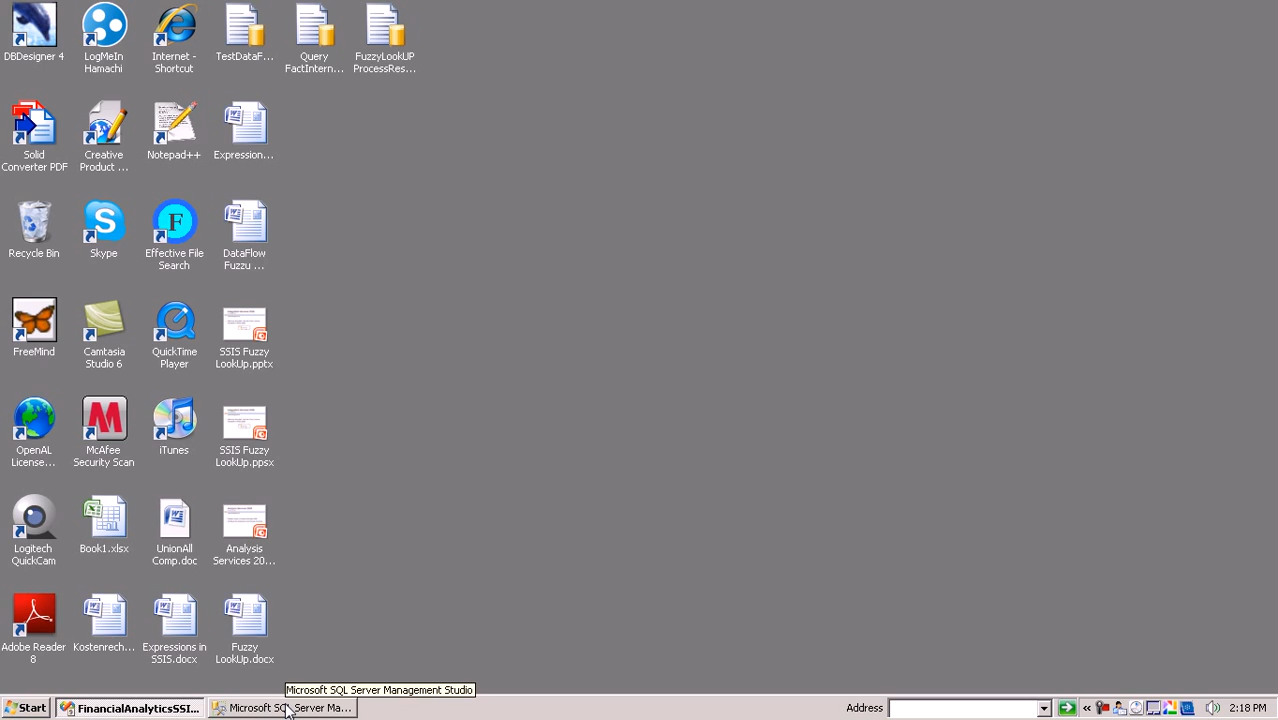 DBDesigner 4
LogMeIn
Hamachi
Internet -
Shortcut
TestDataF...
Query
FactIntern...
FuzzyLookUP
ProcessRes...
Solid
Converter PDF
Creative
Product ...
Notepad++
Expression...
Recycle Bin
Skype
Effective File
Search
DataFlow
Fuzzu ...
FreeMind
Camtasia
Studio 6
QuickTime
Player
SSIS Fuzzy
LookUp.pptx
OpenAL
License...
McAfee
Security Scan
iTunes
SSIS Fuzzy
LookUp.ppsx
Logitech
QuickCam
Book1.xlsx
UnionAll
Comp.doc
Analysis
Services 20...
Adobe Reader
8
Kostenrech...
Expressions in
SSIS.docx
Fuzzy
LookUp.docx
Microsoft SQL Server Management Studio
Start
FinancialAnalyticsSSI...
Microsoft SQL Server Ma...
Address
«
2:18 PM